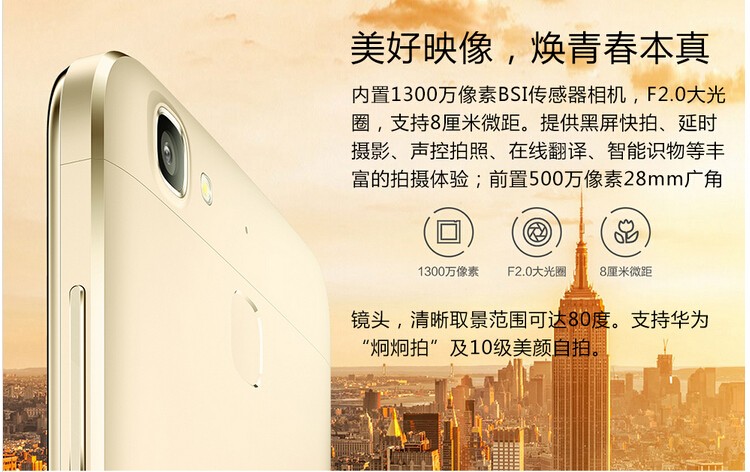 美好映像，焕青春本真
内置1300万像素BSI传感器相机，F2.0大光
圈，支持8厘米微距。提供黑屏快拍、延时
摄影、声控拍照、在线翻译、智能识物等丰
富的拍摄体验；前置500万像素28mm广角
1300万像素 F2.0大光圈 8厘米微距
镜头，清晰取景范围可达80度。支持华为
“炯炯拍”及10级美颜自拍。